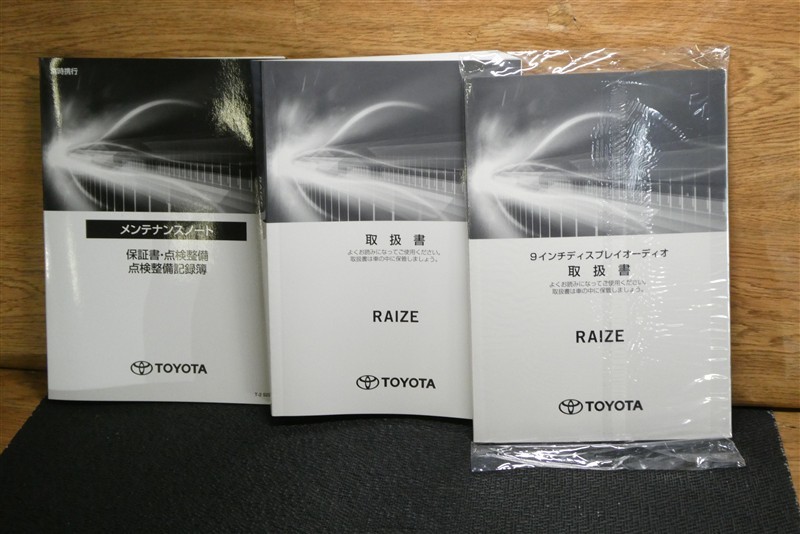 常時携行
メンテナンスノート
保証書・点検整備
点検整備記録簿
TOYOTA
取扱書
よくお読みになってご使用ください。
取扱書は車の中に保管しましょう。
RAIZE
TOYOTA
9インチディスプレイオーディオ
取扱書
よくお読みになってご使用ください。
取扱書は車の中に保管しましょう。
RAIZE
TOYOTA